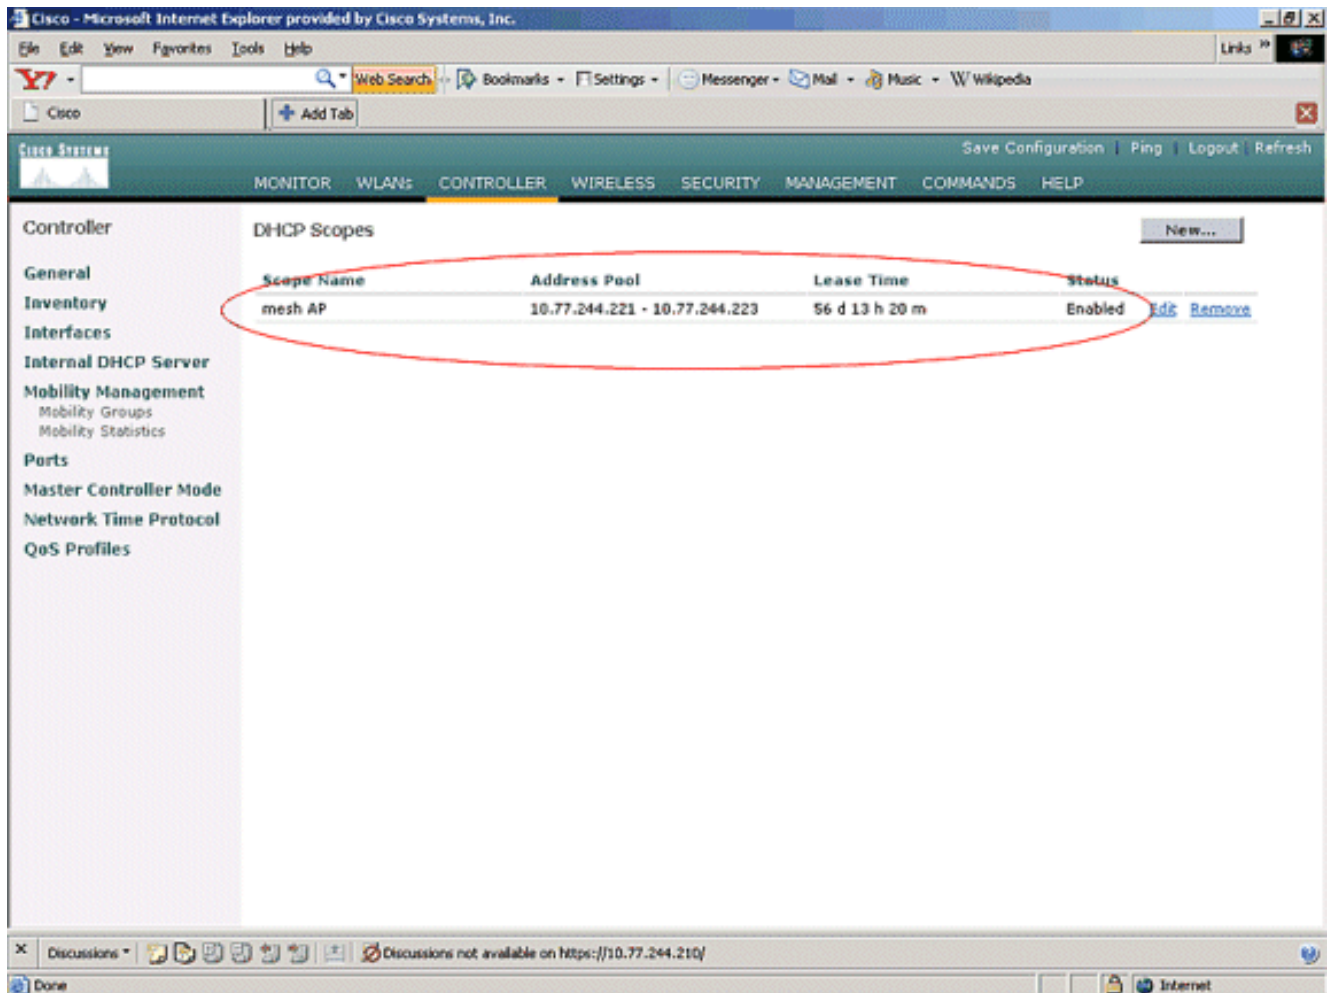 Cisco - Microsoft Internet Explorer provided by Cisco Systems, Inc.
File Edit View Favorites Tools Help Links »
Y7 - Web Search Bookmarks Settings Messenger Mail Music W Wikipedia
Cisco Add Tab
CISCO SYSTEMS
Save Configuration | Ping | Logout | Refresh
MONITOR WLANs CONTROLLER WIRELESS SECURITY MANAGEMENT COMMANDS HELP
Controller
General
Inventory
Interfaces
Internal DHCP Server
Mobility Management
Mobility Groups
Mobility Statistics
Ports
Master Controller Mode
Network Time Protocol
QoS Profiles
DHCP Scopes New...
Scope Name Address Pool Lease Time Status
mesh AP 10.77.244.221 - 10.77.244.223 56 d 13 h 20 m Enabled Edit Remove
Discussions Discussions not available on https://10.77.244.210/
Done Internet